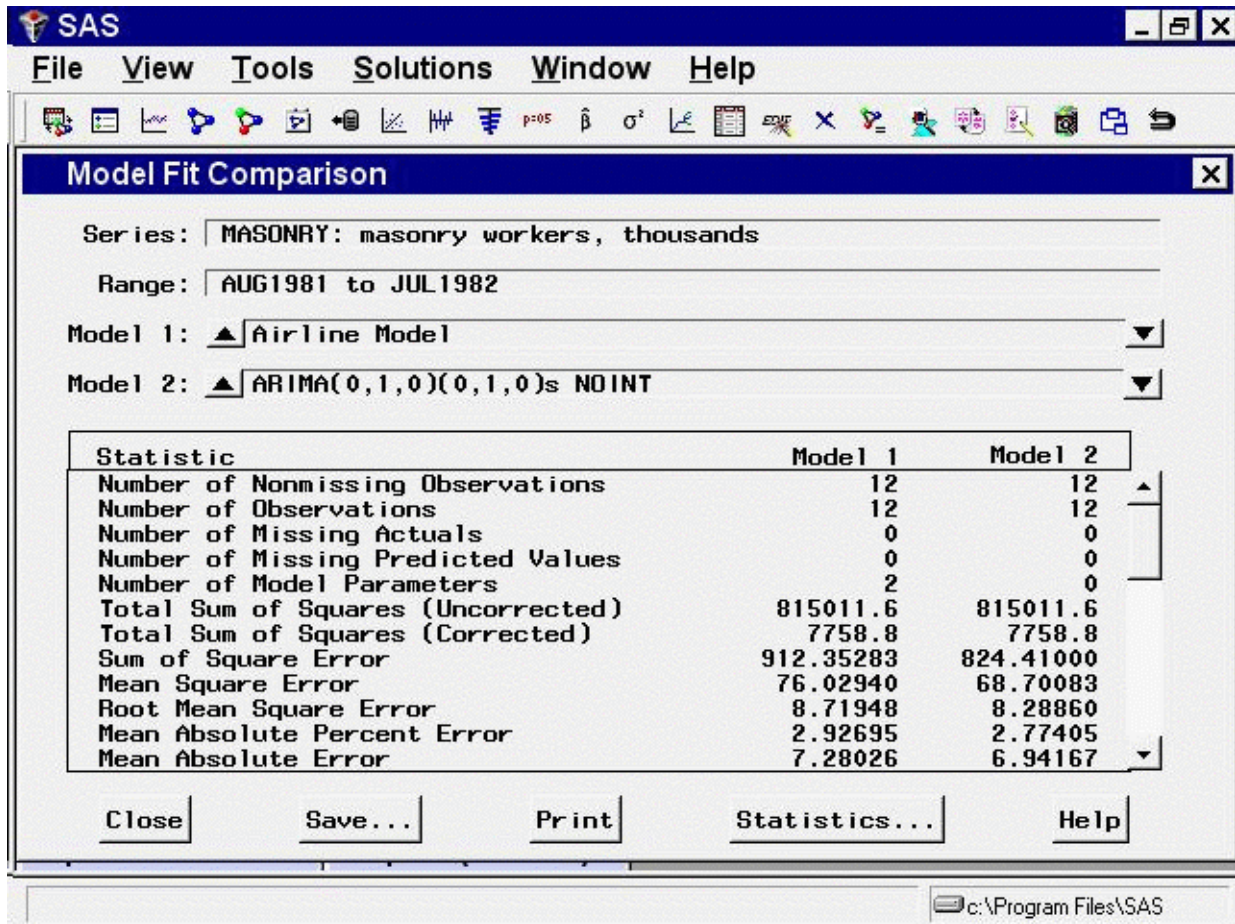 SAS
File View Tools Solutions Window Help
p=05 β̂ σ²
Model Fit Comparison
Series: MASONRY: masonry workers, thousands
Range: AUG1981 to JUL1982
Model 1: Airline Model
Model 2: ARIMA(0,1,0)(0,1,0)s NOINT
Statistic Model 1 Model 2
Number of Nonmissing Observations 12 12
Number of Observations 12 12
Number of Missing Actuals 0 0
Number of Missing Predicted Values 0 0
Number of Model Parameters 2 0
Total Sum of Squares (Uncorrected) 815011.6 815011.6
Total Sum of Squares (Corrected) 7758.8 7758.8
Sum of Square Error 912.35283 824.41000
Mean Square Error 76.02940 68.70083
Root Mean Square Error 8.71948 8.28860
Mean Absolute Percent Error 2.92695 2.77405
Mean Absolute Error 7.28026 6.94167
Close Save... Print Statistics... Help
c:\Program Files\SAS